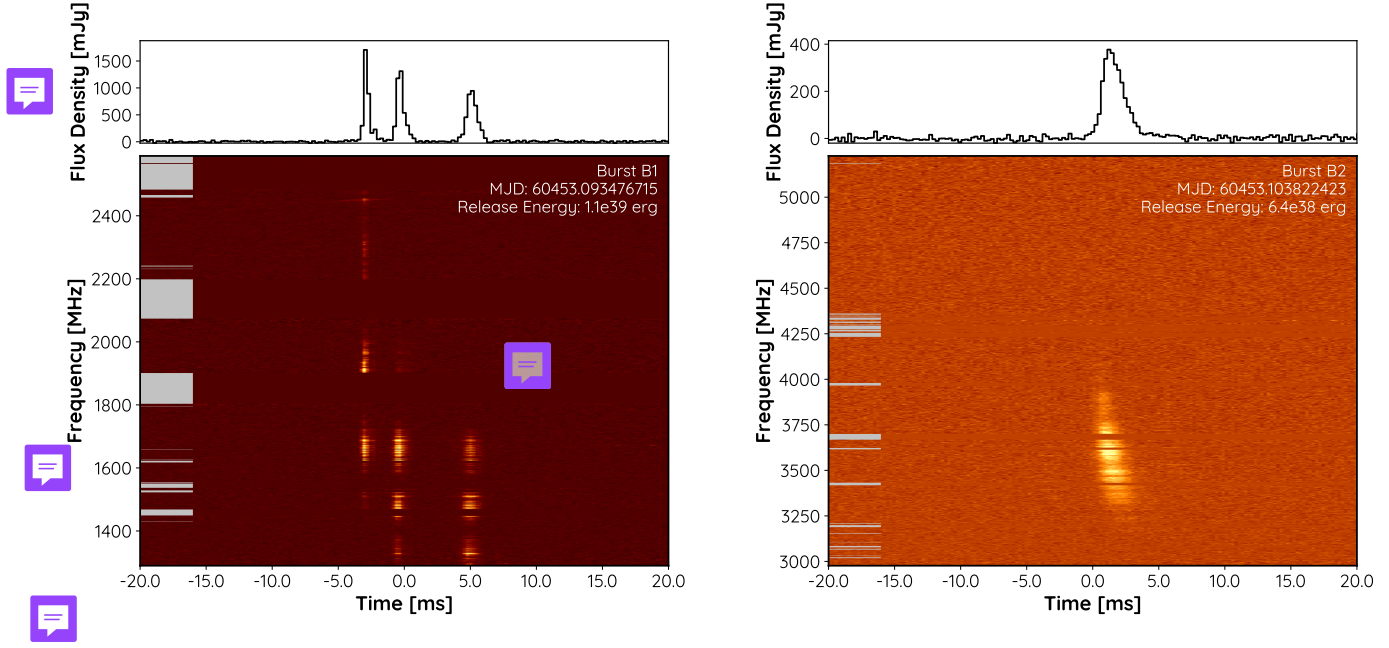 Flux Density [mJy]
1500
1000
500
0
Burst B1
MJD: 60453.093476715
Release Energy: 1.1e39 erg
Frequency [MHz]
2400
2200
2000
1800
1600
1400
-20.0 -15.0 -10.0 -5.0 0.0 5.0 10.0 15.0 20.0
Time [ms]
Flux Density [mJy]
400
200
0
Burst B2
MJD: 60453.103822423
Release Energy: 6.4e38 erg
Frequency [MHz]
5000
4750
4500
4250
4000
3750
3500
3250
3000
-20.0 -15.0 -10.0 -5.0 0.0 5.0 10.0 15.0 20.0
Time [ms]